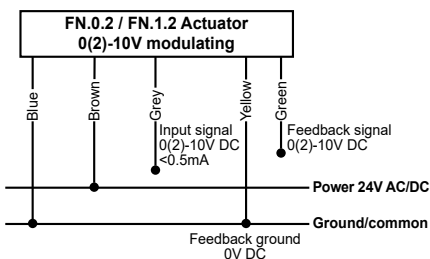 FN.0.2 / FN.1.2 Actuator
0(2)-10V modulating
Blue
Brown
Grey
Yellow
Green
Input signal
0(2)-10V DC
<0.5mA
Feedback signal
0(2)-10V DC
Power 24V AC/DC
Ground/common
Feedback ground
0V DC